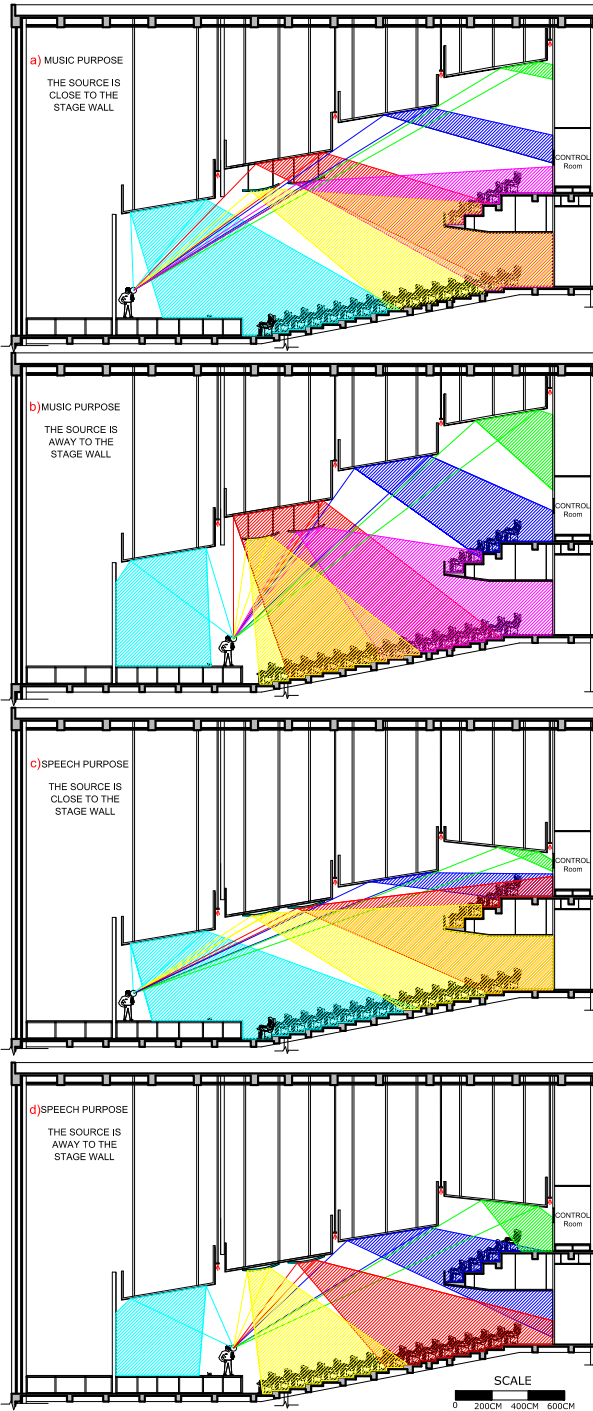 a) MUSIC PURPOSE
THE SOURCE IS
CLOSE TO THE
STAGE WALL
CONTROL
Room
b) MUSIC PURPOSE
THE SOURCE IS
AWAY TO THE
STAGE WALL
CONTROL
Room
c) SPEECH PURPOSE
THE SOURCE IS
CLOSE TO THE
STAGE WALL
CONTROL
Room
d) SPEECH PURPOSE
THE SOURCE IS
AWAY TO THE
STAGE WALL
CONTROL
Room
SCALE
0 200CM 400CM 600CM